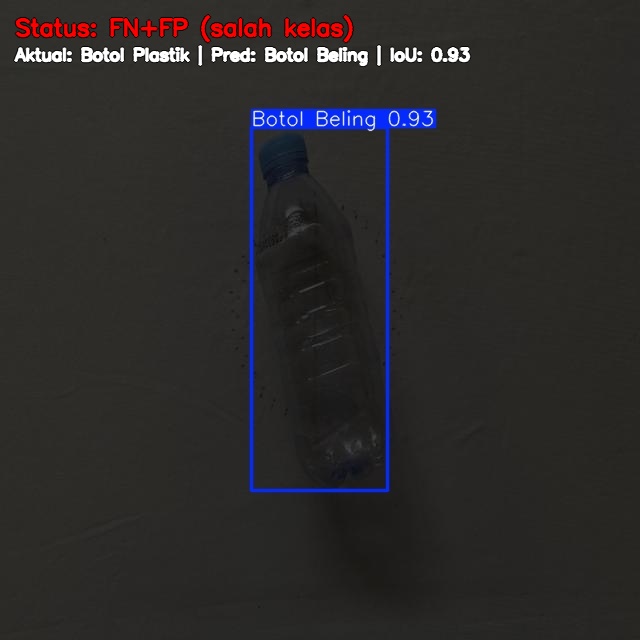 Status: FN+FP (salah kelas)
Aktual: Botol Plastik | Pred: Botol Beling | IoU: 0.93
Botol Beling 0.93